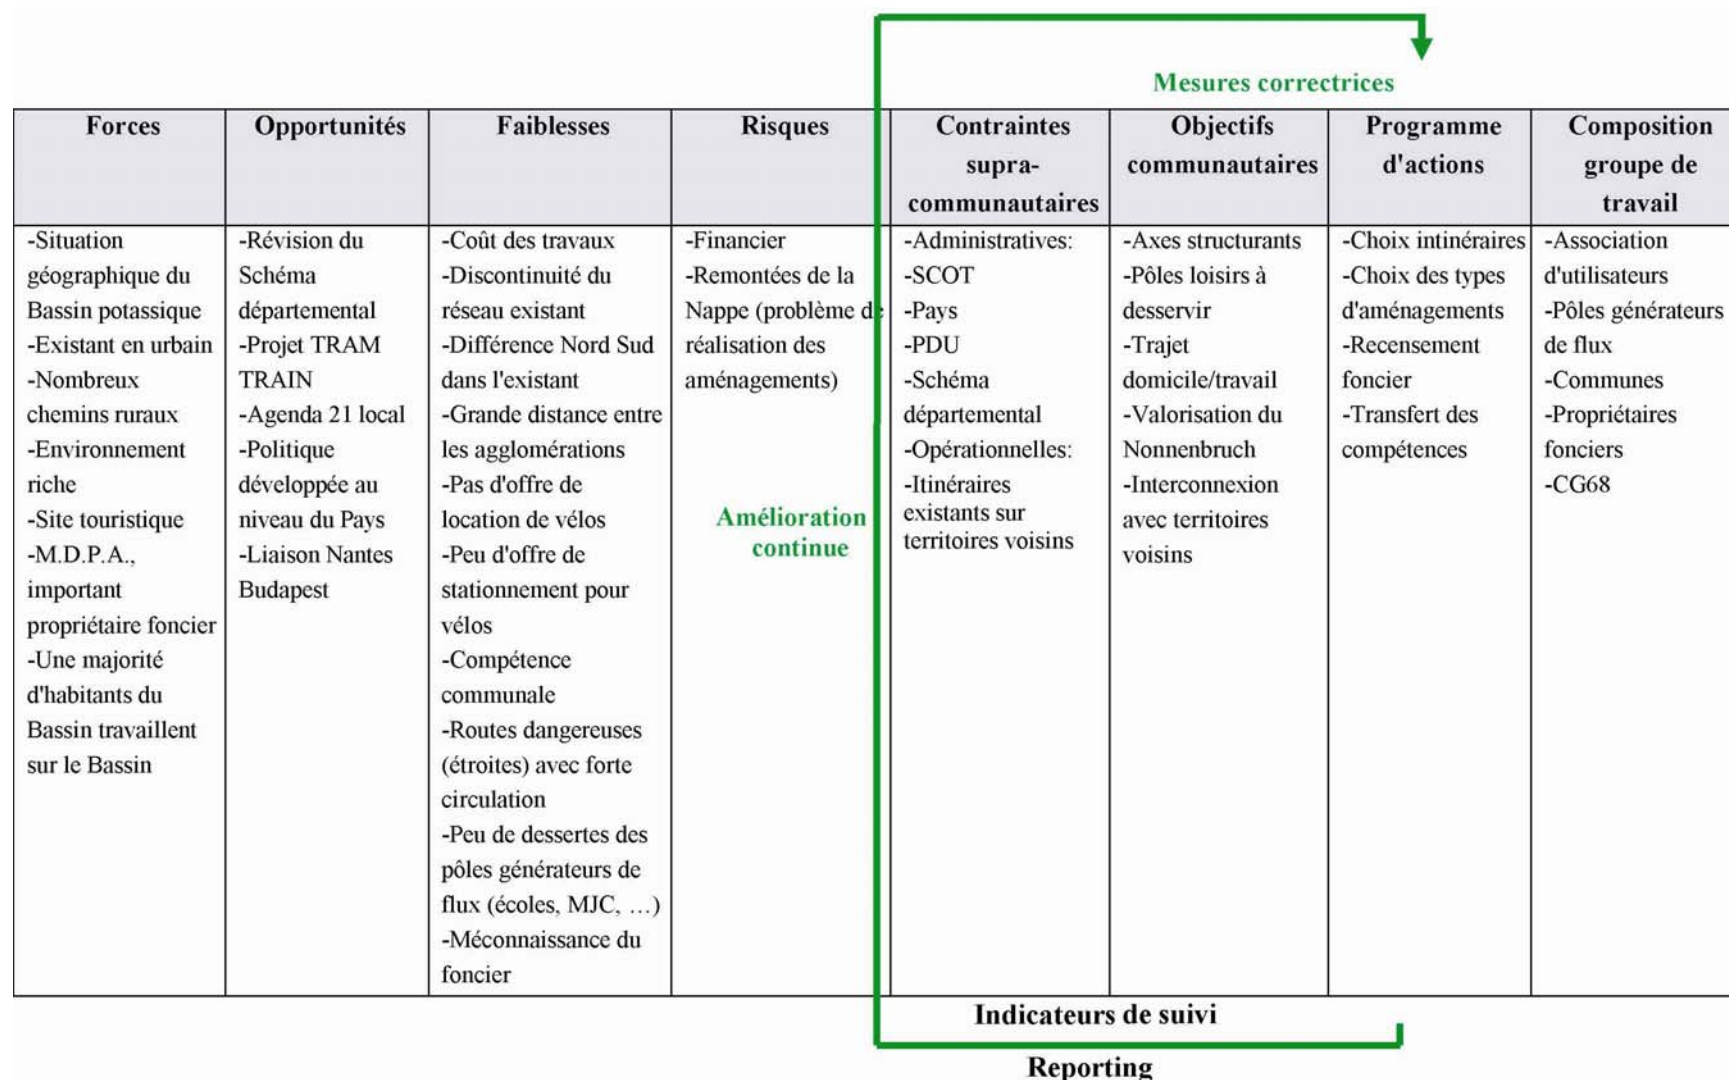 Mesures correctrices
Forces
Opportunités
Faiblesses
Risques
Contraintes
supra-
communautaires
Objectifs
communautaires
Programme
d'actions
Composition
groupe de
travail
-Situation
géographique du
Bassin potassique
-Existant en urbain
-Nombreux
chemins ruraux
-Environnement
riche
-Site touristique
-M.D.P.A.,
important
propriétaire foncier
-Une majorité
d'habitants du
Bassin travaillent
sur le Bassin
-Révision du
Schéma
départemental
-Projet TRAM
TRAIN
-Agenda 21 local
-Politique
développée au
niveau du Pays
-Liaison Nantes
Budapest
-Coût des travaux
-Discontinuité du
réseau existant
-Différence Nord Sud
dans l'existant
-Grande distance entre
les agglomérations
-Pas d'offre de
location de vélos
-Peu d'offre de
stationnement pour
vélos
-Compétence
communale
-Routes dangereuses
(étroites) avec forte
circulation
-Peu de dessertes des
pôles générateurs de
flux (écoles, MJC, …)
-Méconnaissance du
foncier
-Financier
-Remontées de la
Nappe (problème de
réalisation des
aménagements)
Amélioration
continue
-Administratives:
-SCOT
-Pays
-PDU
-Schéma
départemental
-Opérationnelles:
-Itinéraires
existants sur
territoires voisins
-Axes structurants
-Pôles loisirs à
desservir
-Trajet
domicile/travail
-Valorisation du
Nonnenbruch
-Interconnexion
avec territoires
voisins
-Choix intinéraires
-Choix des types
d'aménagements
-Recensement
foncier
-Transfert des
compétences
-Association
d'utilisateurs
-Pôles générateurs
de flux
-Communes
-Propriétaires
fonciers
-CG68
Indicateurs de suivi
Reporting